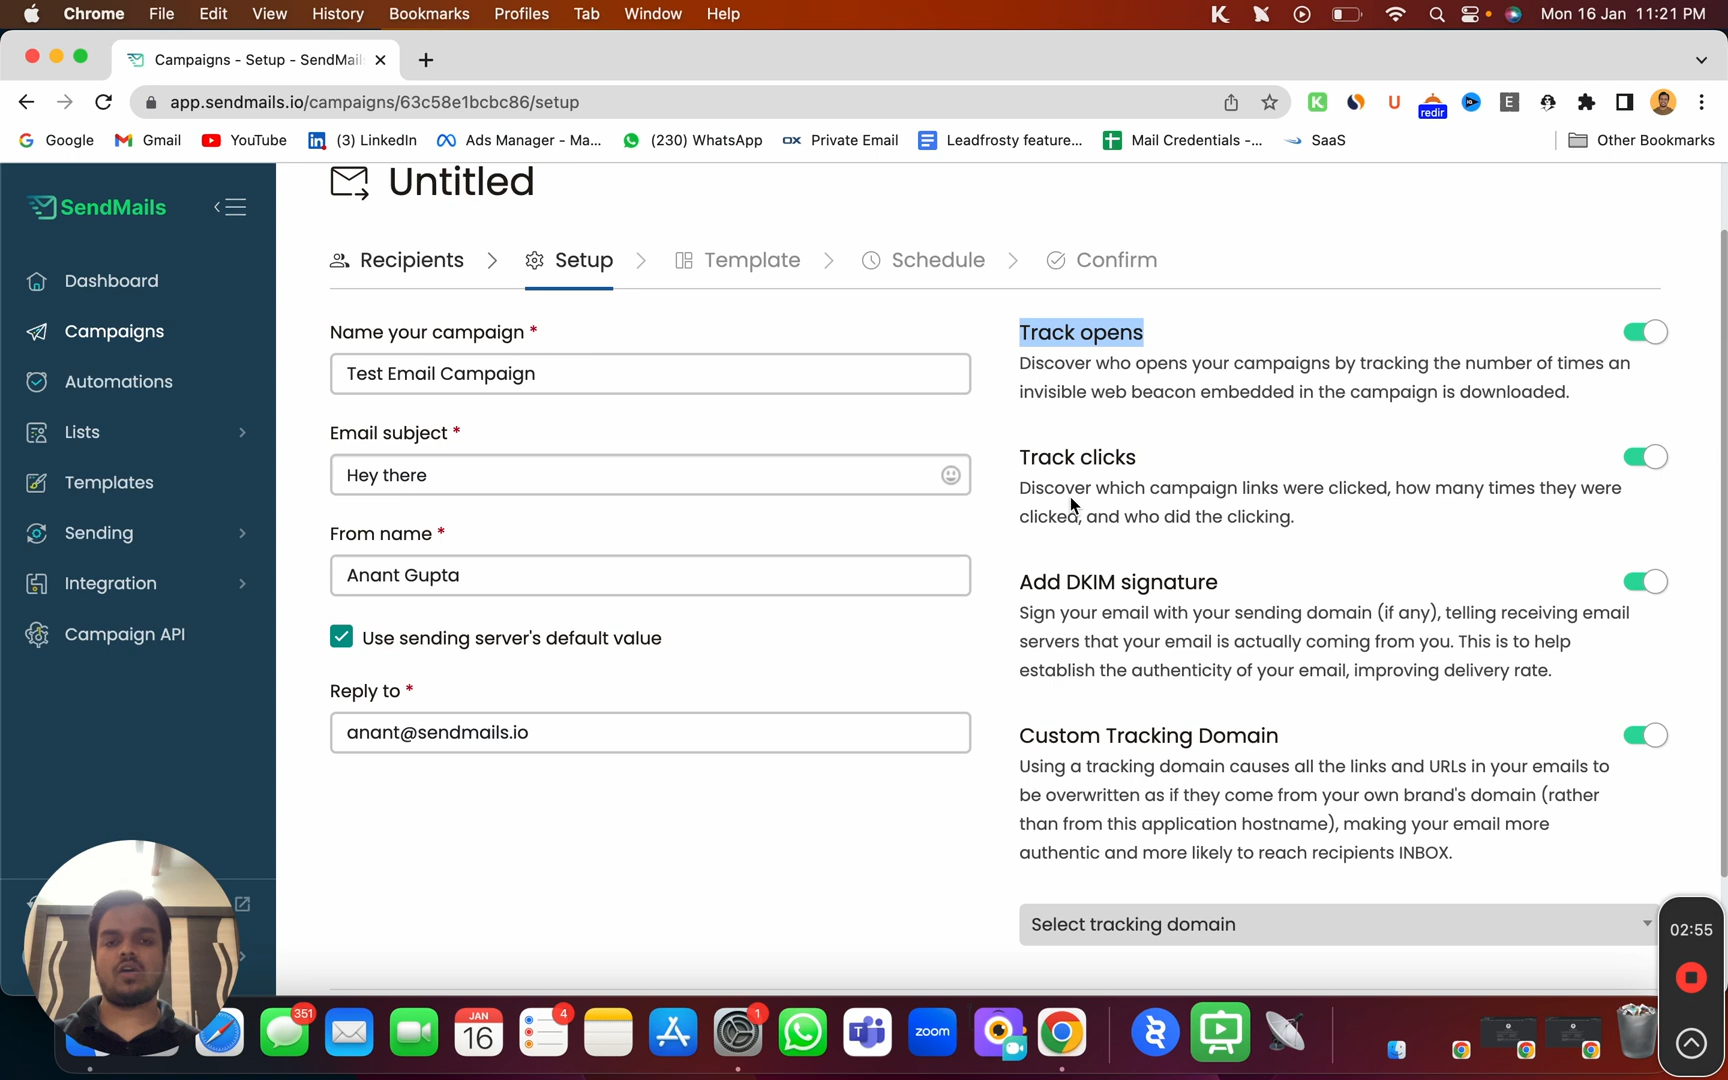 Chrome File Edit View History Bookmarks Profiles Tab Window Help Mon 16 Jan 11:21 PM
Campaigns - Setup - SendMail
app.sendmails.io/campaigns/63c58e1bcbc86/setup
redir
Google Gmail YouTube (3) LinkedIn Ads Manager - Ma... (230) WhatsApp Private Email Leadfrosty feature... Mail Credentials -... SaaS Other Bookmarks
SendMails
Dashboard
Campaigns
Automations
Lists
Templates
Sending
Integration
Campaign API
Untitled
Recipients Setup Template Schedule Confirm
Name your campaign *
Test Email Campaign
Email subject *
Hey there
From name *
Anant Gupta
Use sending server's default value
Reply to *
anant@sendmails.io
Track opens
Discover who opens your campaigns by tracking the number of times an
invisible web beacon embedded in the campaign is downloaded.
Track clicks
Discover which campaign links were clicked, how many times they were
clicked, and who did the clicking.
Add DKIM signature
Sign your email with your sending domain (if any), telling receiving email
servers that your email is actually coming from you. This is to help
establish the authenticity of your email, improving delivery rate.
Custom Tracking Domain
Using a tracking domain causes all the links and URLs in your emails to
be overwritten as if they come from your own brand's domain (rather
than from this application hostname), making your email more
authentic and more likely to reach recipients INBOX.
Select tracking domain
02:55
351
JAN
16
4
1
zoom